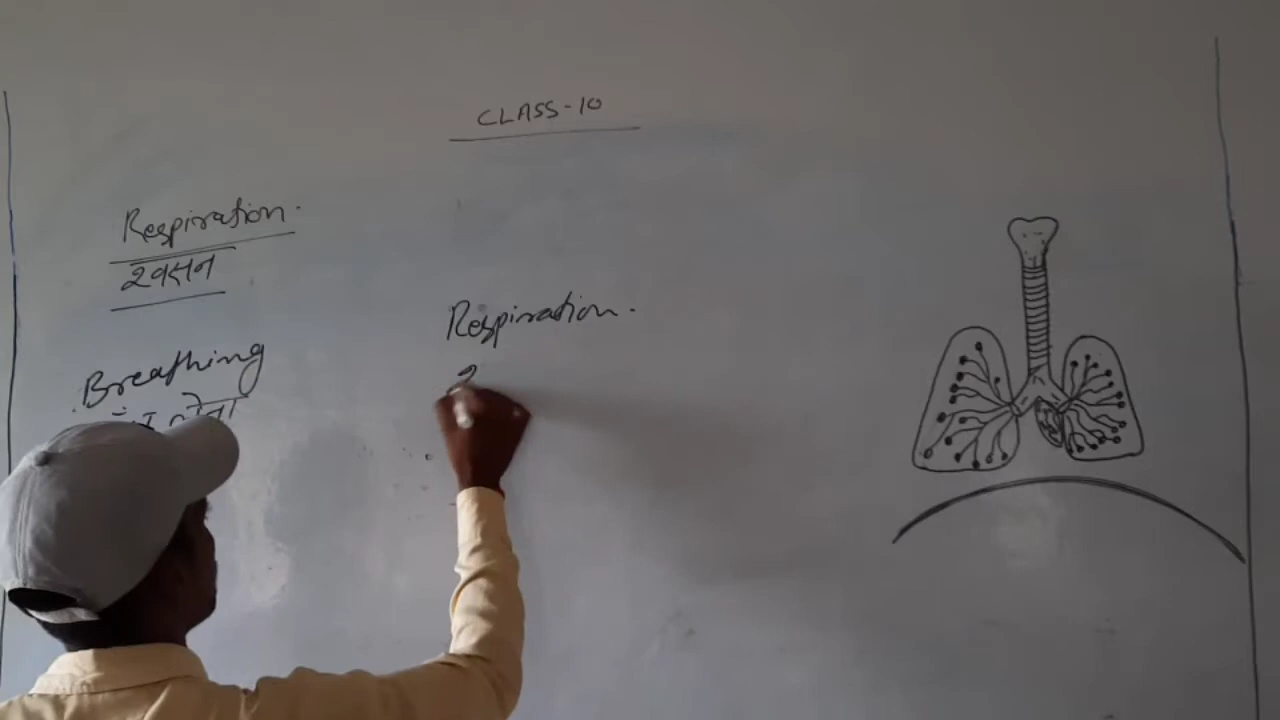 CLASS-10
Respiration.
श्वसन
Breathing
Respiration.